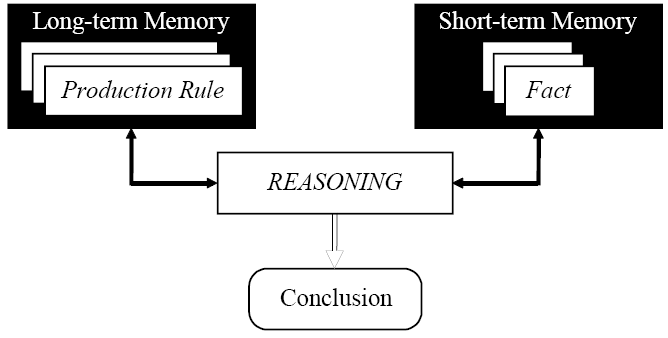 Long-term Memory
Short-term Memory
Production Rule
Fact
REASONING
Conclusion